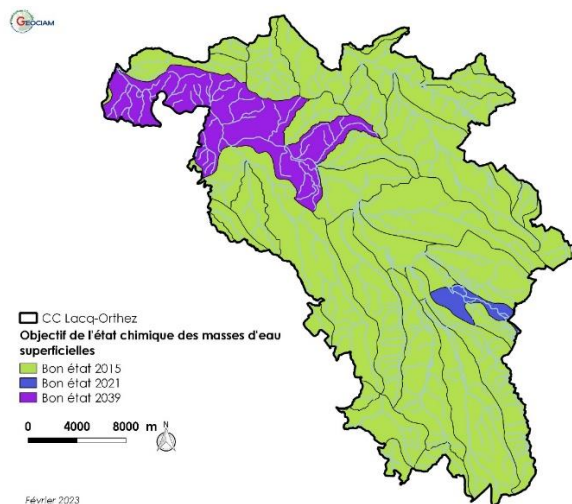 GEOCIAM
CC Lacq-Orthez
Objectif de l'état chimique des masses d'eau
superficielles
Bon état 2015
Bon état 2021
Bon état 2039
0 4000 8000 m
N
Février 2023